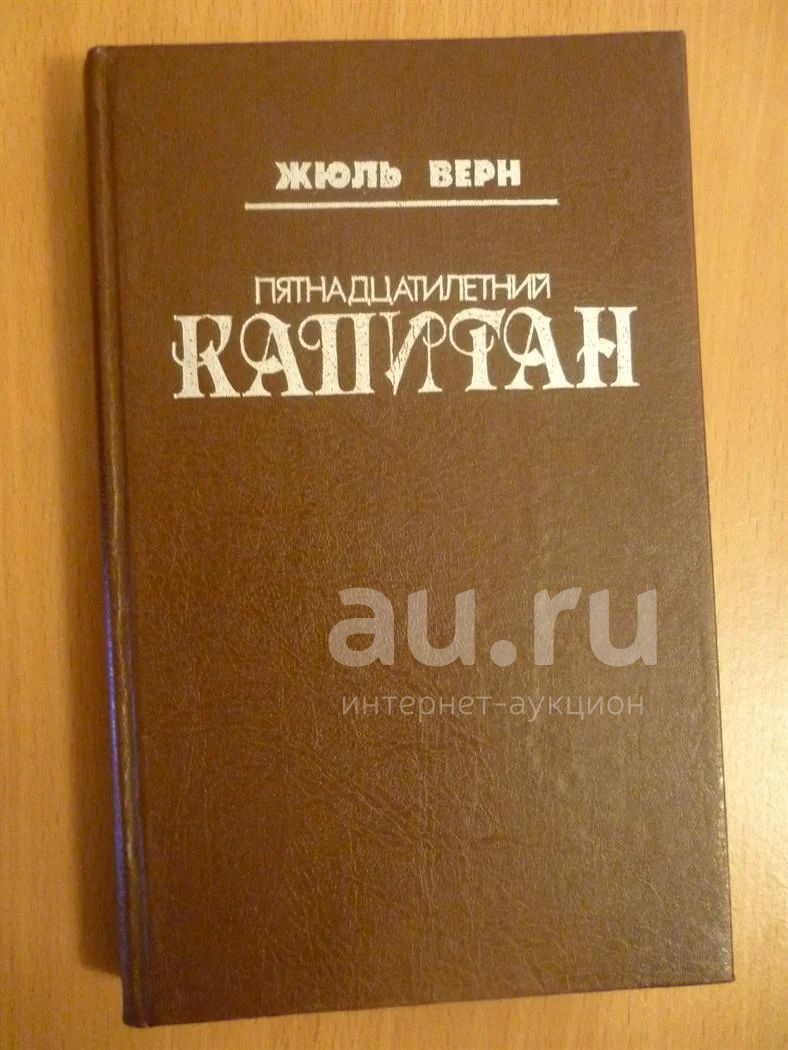 ЖЮЛЬ ВЕРН
ПЯТНАДЦАТИЛЕТНИЙ
КАПИТАН
au.ru
интернет-аукцион